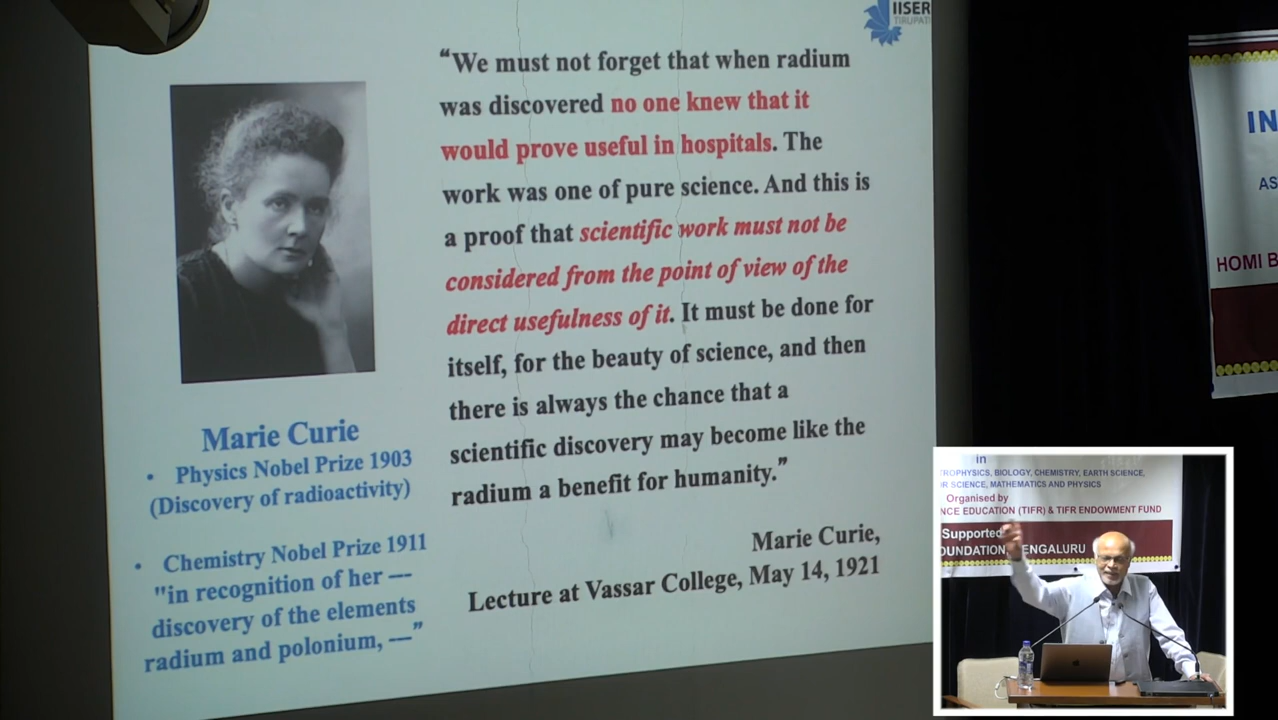 IISER
TIRUPATI
“We must not forget that when radium
was discovered no one knew that it
would prove useful in hospitals. The
work was one of pure science. And this is
a proof that scientific work must not be
considered from the point of view of the
direct usefulness of it. It must be done for
itself, for the beauty of science, and then
there is always the chance that a
scientific discovery may become like the
radium a benefit for humanity.”
Marie Curie,
Lecture at Vassar College, May 14, 1921
Marie Curie
• Physics Nobel Prize 1903
(Discovery of radioactivity)
• Chemistry Nobel Prize 1911
"in recognition of her ---
discovery of the elements
radium and polonium, ---”
IN
AS
HOMI B
in
TROPHYSICS, BIOLOGY, CHEMISTRY, EARTH SCIENCE,
R SCIENCE, MATHEMATICS AND PHYSICS
Organised by
NCE EDUCATION (TIFR) & TIFR ENDOWMENT FUND
Supported
OUNDATION, BENGALURU